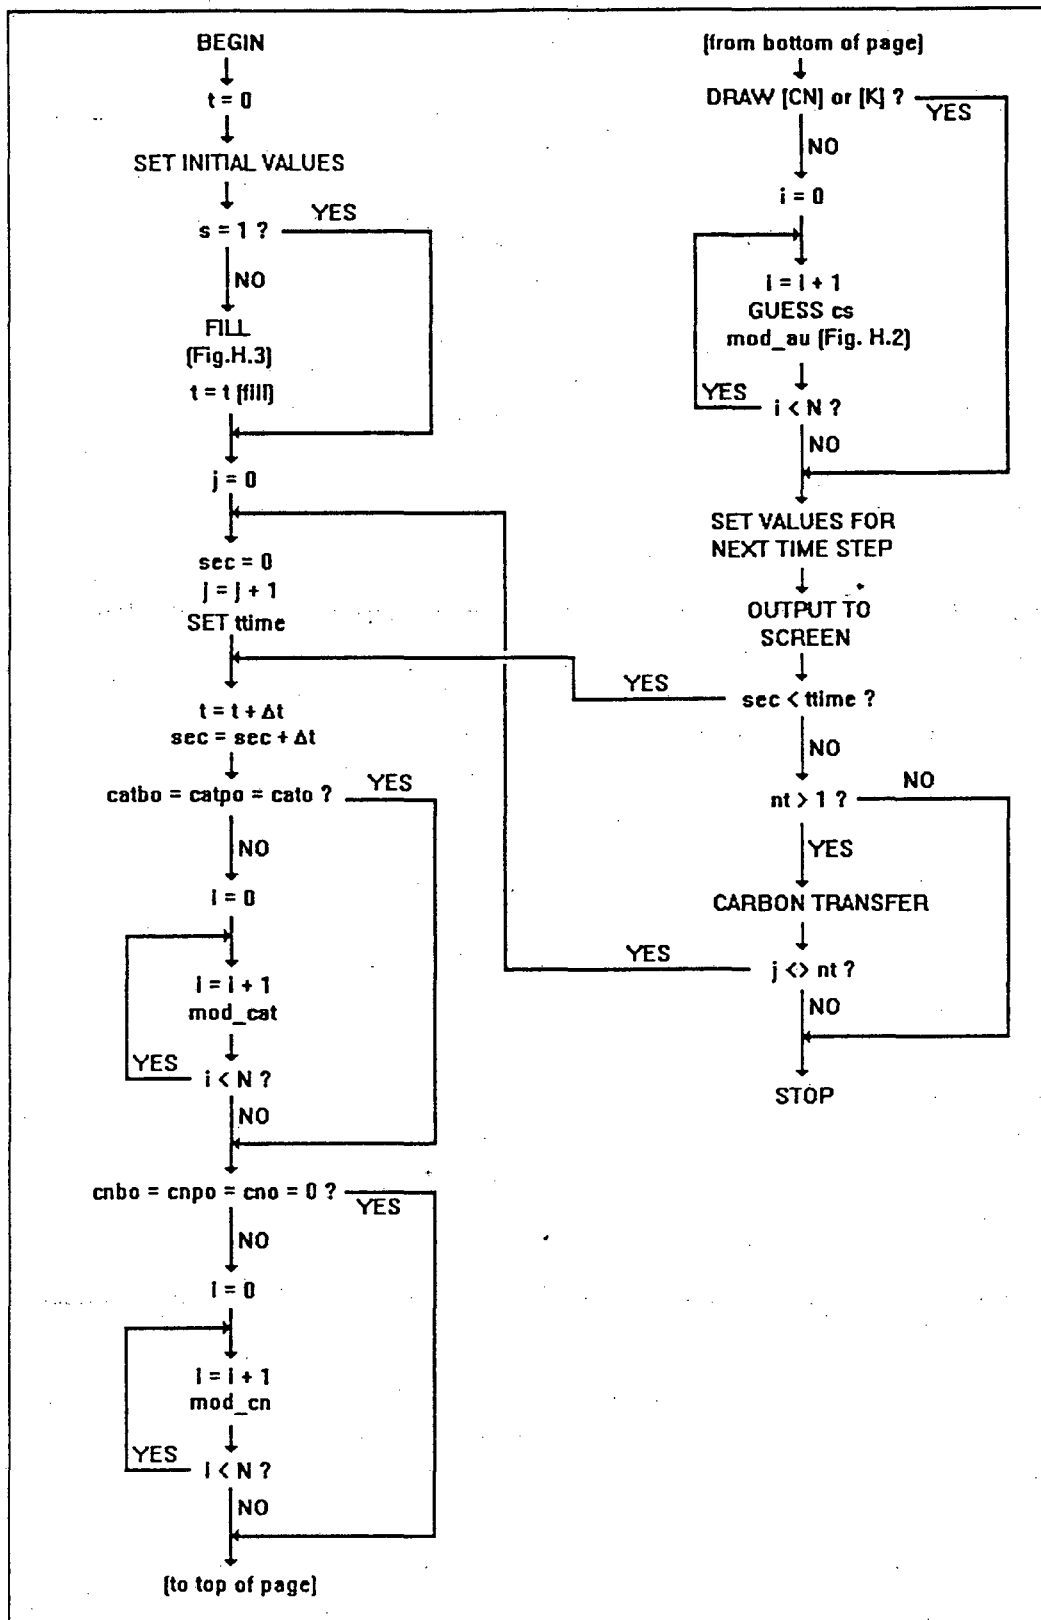 BEGIN
t = 0
SET INITIAL VALUES
s = 1 ?
YES
NO
FILL
(Fig.H.3)
t = t [fill]
j = 0
sec = 0
j = j + 1
SET ttime
t = t + Δt
sec = sec + Δt
catbo = catpo = cato ?
YES
NO
i = 0
i = i + 1
mod_cat
YES
i < N ?
NO
cnbo = cnpo = cno = 0 ?
YES
NO
i = 0
i = i + 1
mod_cn
YES
i < N ?
NO
[to top of page]
[from bottom of page]
DRAW [CN] or [K] ?
YES
NO
i = 0
i = i + 1
GUESS cs
mod_au (Fig. H.2)
YES
i < N ?
NO
SET VALUES FOR
NEXT TIME STEP
OUTPUT TO
SCREEN
YES
sec < ttime ?
NO
nt > 1 ?
NO
YES
CARBON TRANSFER
YES
j <> nt ?
NO
STOP